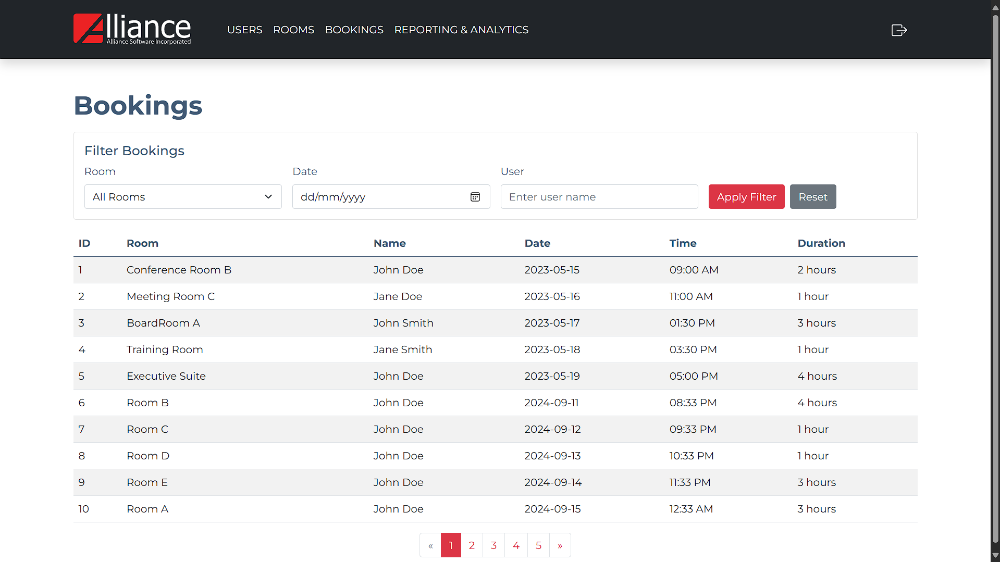 Alliance
Alliance Software Incorporated
USERS ROOMS BOOKINGS REPORTING & ANALYTICS
Bookings
Filter Bookings
Room Date User
All Rooms dd/mm/yyyy Enter user name Apply Filter Reset
ID Room Name Date Time Duration
1 Conference Room B John Doe 2023-05-15 09:00 AM 2 hours
2 Meeting Room C Jane Doe 2023-05-16 11:00 AM 1 hour
3 BoardRoom A John Smith 2023-05-17 01:30 PM 3 hours
4 Training Room Jane Smith 2023-05-18 03:30 PM 1 hour
5 Executive Suite John Doe 2023-05-19 05:00 PM 4 hours
6 Room B John Doe 2024-09-11 08:33 PM 4 hours
7 Room C John Doe 2024-09-12 09:33 PM 1 hour
8 Room D John Doe 2024-09-13 10:33 PM 1 hour
9 Room E John Doe 2024-09-14 11:33 PM 3 hours
10 Room A John Doe 2024-09-15 12:33 AM 3 hours
« 1 2 3 4 5 »